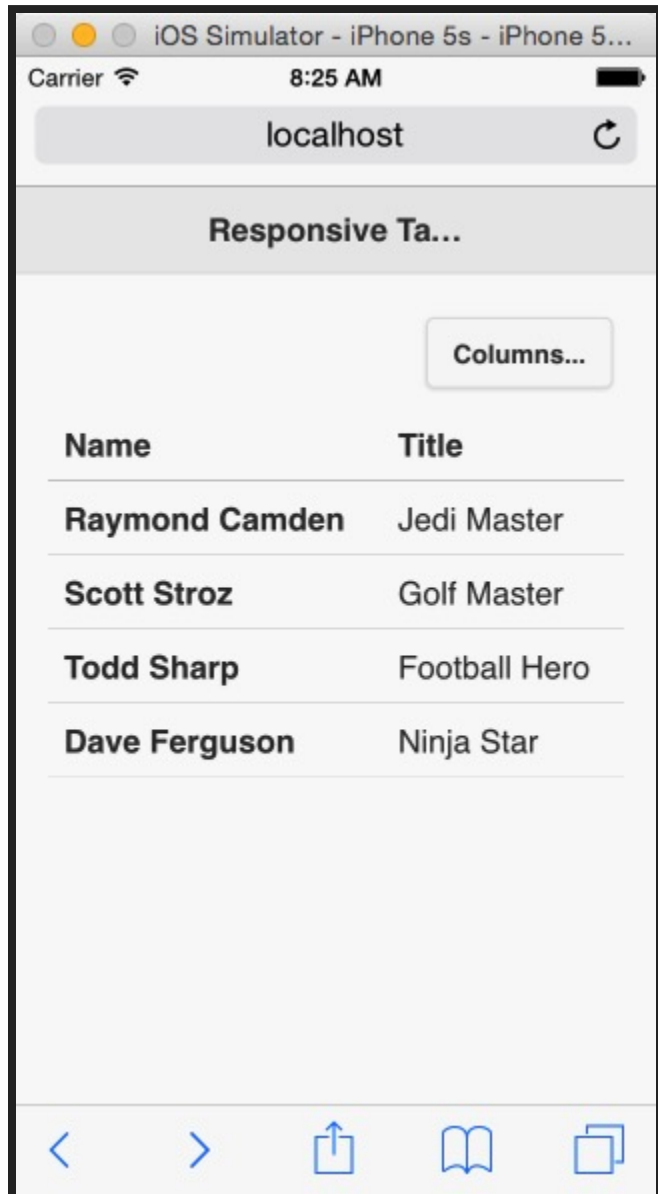 iOS Simulator - iPhone 5s - iPhone 5...
Carrier 8:25 AM
localhost
Responsive Ta...
Columns...
Name Title
Raymond Camden Jedi Master
Scott Stroz Golf Master
Todd Sharp Football Hero
Dave Ferguson Ninja Star